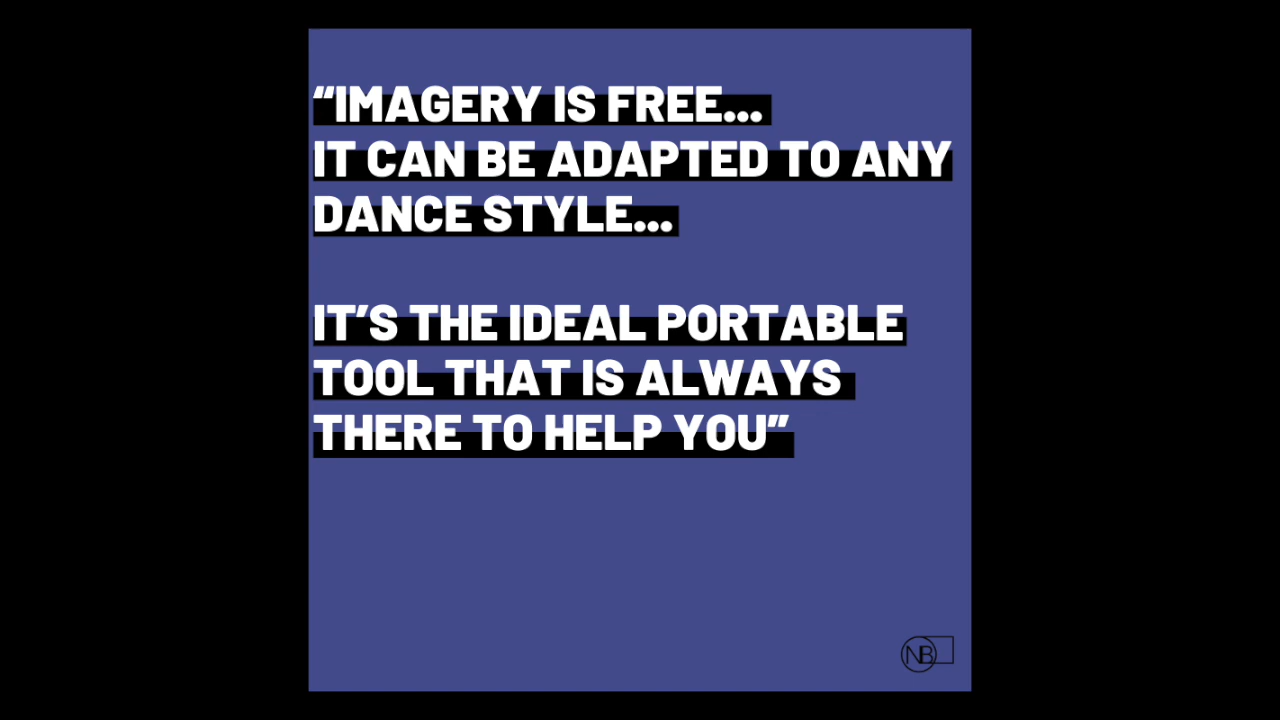 “IMAGERY IS FREE...
IT CAN BE ADAPTED TO ANY
DANCE STYLE...
IT’S THE IDEAL PORTABLE
TOOL THAT IS ALWAYS
THERE TO HELP YOU”
NB